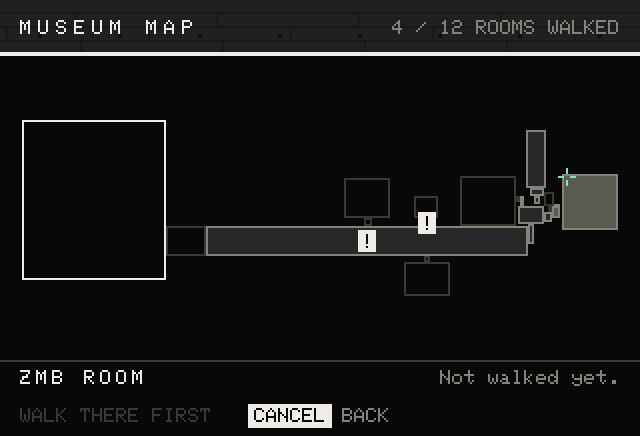 MUSEUM MAP 4 / 12 ROOMS WALKED
!
!
ZMB ROOM Not walked yet.
WALK THERE FIRST CANCEL BACK